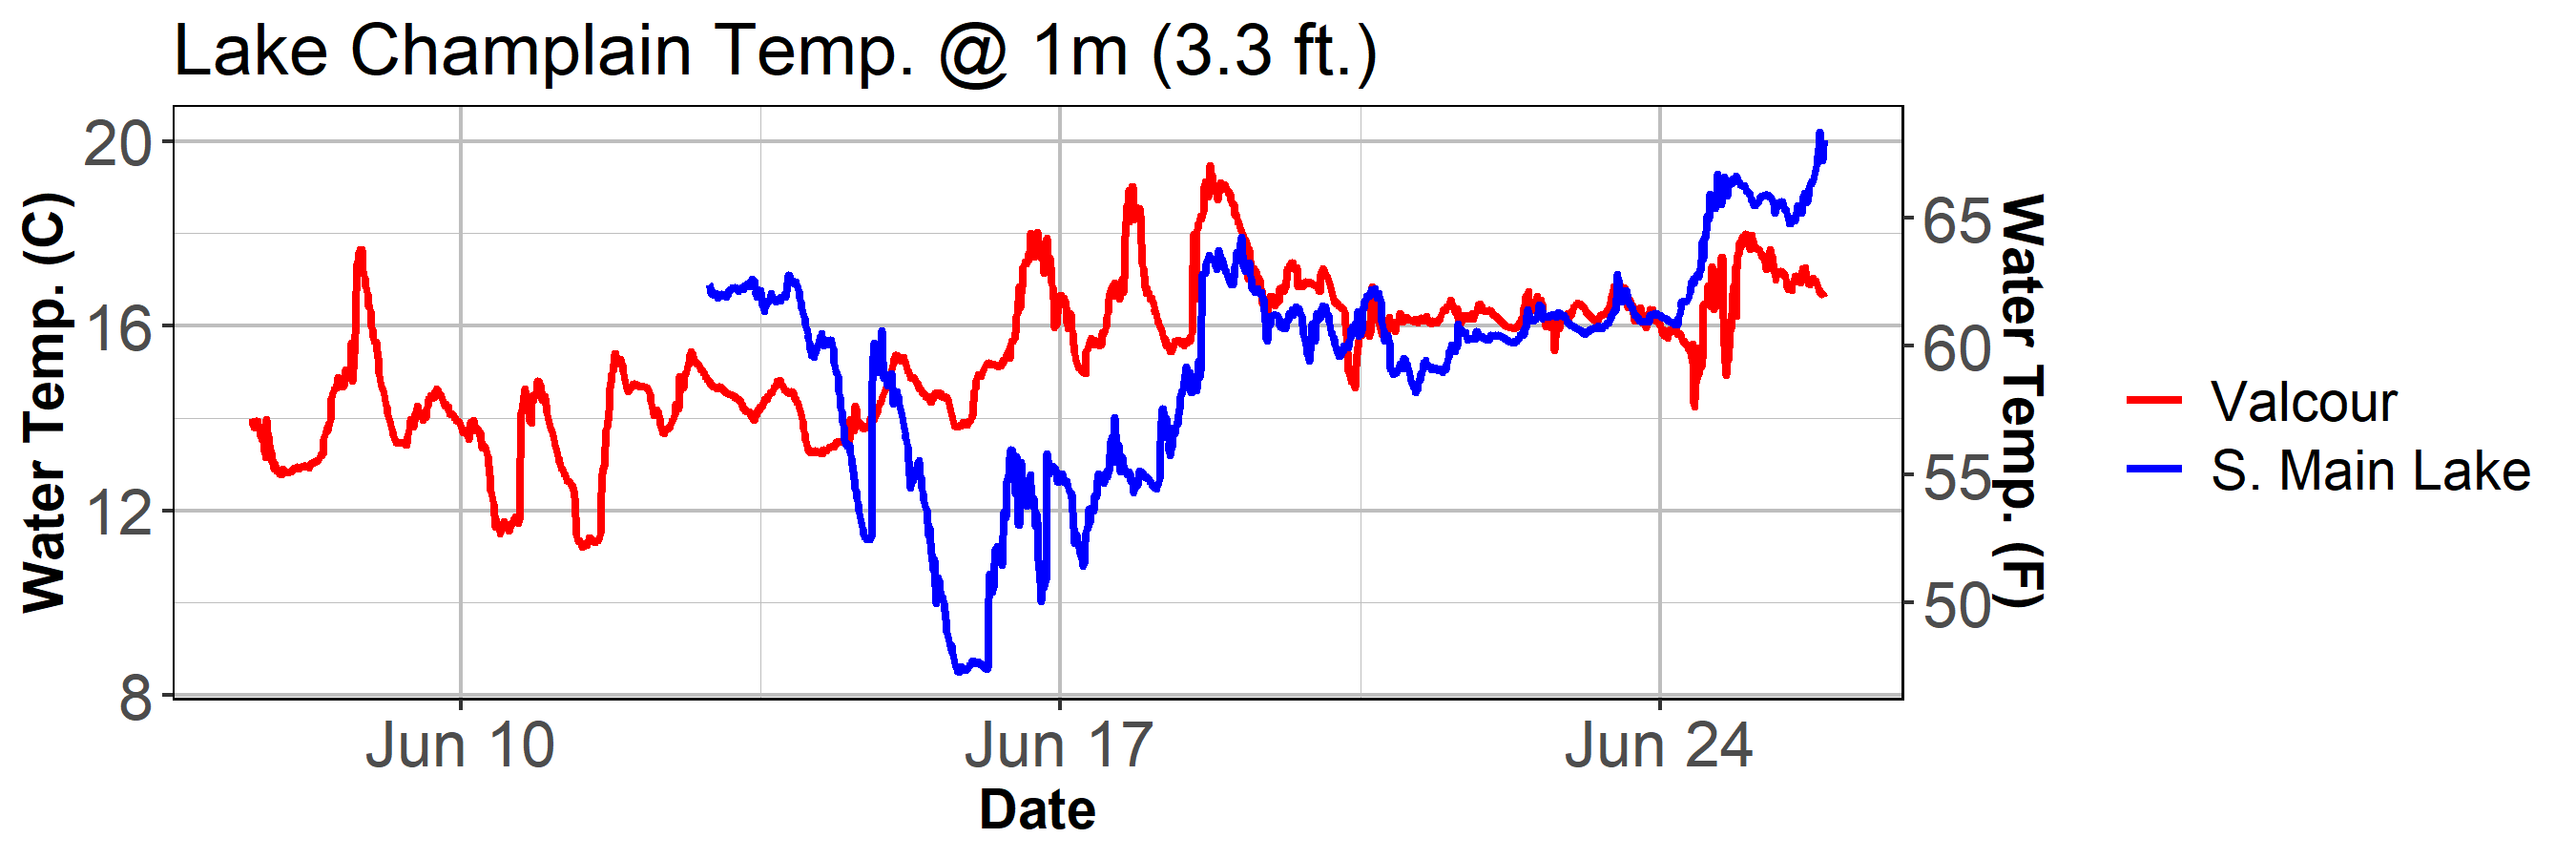 Lake Champlain Temp. @ 1m (3.3 ft.)
Water Temp. (C)
20
16
12
8
65
60
55
50
Water Temp. (F)
Jun 10
Jun 17
Jun 24
Date
Valcour
S. Main Lake